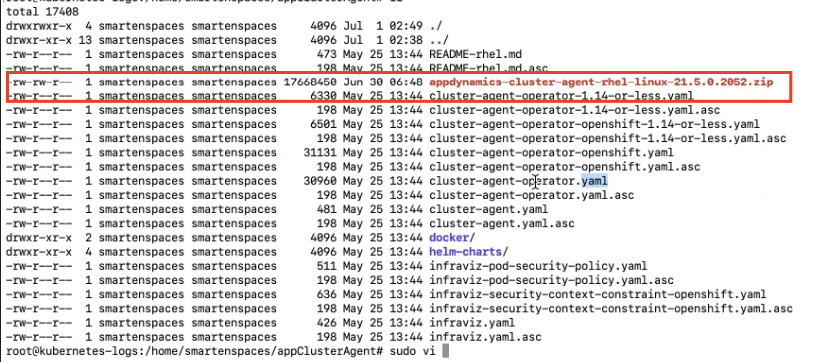 total 17408
drwxrwxr-x 4 smartenspaces smartenspaces 4096 Jul 1 02:49 ./
drwxr-xr-x 13 smartenspaces smartenspaces 4096 Jul 1 02:38 ../
-rw-r--r-- 1 smartenspaces smartenspaces 473 May 25 13:44 README-rhel.md
-rw-r--r-- 1 smartenspaces smartenspaces 198 May 25 13:44 README-rhel.md.asc
-rw-rw-r-- 1 smartenspaces smartenspaces 17668450 Jun 30 06:48 appdynamics-cluster-agent-rhel-linux-21.5.0.2052.zip
-rw-r--r-- 1 smartenspaces smartenspaces 6330 May 25 13:44 cluster-agent-operator-1.14-or-less.yaml
-rw-r--r-- 1 smartenspaces smartenspaces 198 May 25 13:44 cluster-agent-operator-1.14-or-less.yaml.asc
-rw-r--r-- 1 smartenspaces smartenspaces 6501 May 25 13:44 cluster-agent-operator-openshift-1.14-or-less.yaml
-rw-r--r-- 1 smartenspaces smartenspaces 198 May 25 13:44 cluster-agent-operator-openshift-1.14-or-less.yaml.asc
-rw-r--r-- 1 smartenspaces smartenspaces 31131 May 25 13:44 cluster-agent-operator-openshift.yaml
-rw-r--r-- 1 smartenspaces smartenspaces 198 May 25 13:44 cluster-agent-operator-openshift.yaml.asc
-rw-r--r-- 1 smartenspaces smartenspaces 30960 May 25 13:44 cluster-agent-operator.yaml
-rw-r--r-- 1 smartenspaces smartenspaces 198 May 25 13:44 cluster-agent-operator.yaml.asc
-rw-r--r-- 1 smartenspaces smartenspaces 481 May 25 13:44 cluster-agent.yaml
-rw-r--r-- 1 smartenspaces smartenspaces 198 May 25 13:44 cluster-agent.yaml.asc
drwxr-xr-x 2 smartenspaces smartenspaces 4096 May 25 13:44 docker/
drwxr-xr-x 4 smartenspaces smartenspaces 4096 May 25 13:44 helm-charts/
-rw-r--r-- 1 smartenspaces smartenspaces 511 May 25 13:44 infraviz-pod-security-policy.yaml
-rw-r--r-- 1 smartenspaces smartenspaces 198 May 25 13:44 infraviz-pod-security-policy.yaml.asc
-rw-r--r-- 1 smartenspaces smartenspaces 636 May 25 13:44 infraviz-security-context-constraint-openshift.yaml
-rw-r--r-- 1 smartenspaces smartenspaces 198 May 25 13:44 infraviz-security-context-constraint-openshift.yaml.asc
-rw-r--r-- 1 smartenspaces smartenspaces 426 May 25 13:44 infraviz.yaml
-rw-r--r-- 1 smartenspaces smartenspaces 198 May 25 13:44 infraviz.yaml.asc
root@kubernetes-logs:/home/smartenspaces/appClusterAgent# sudo vi